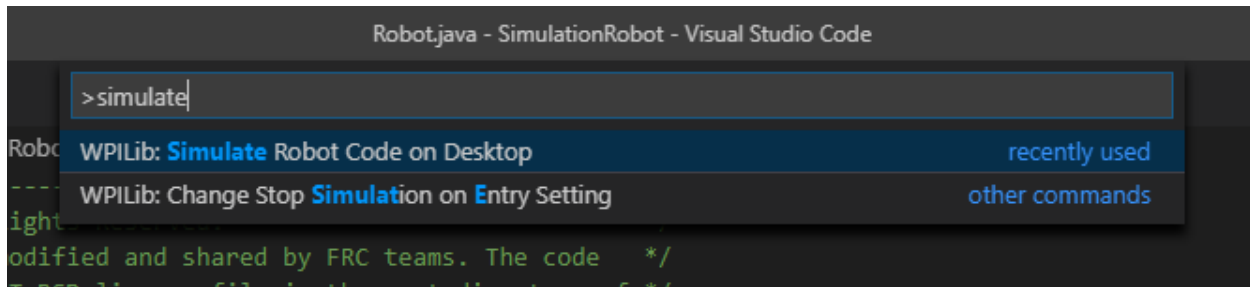 Robot.java - SimulationRobot - Visual Studio Code
>simulate
WPILib: Simulate Robot Code on Desktop recently used
WPILib: Change Stop Simulation on Entry Setting other commands
odified and shared by FRC teams. The code */